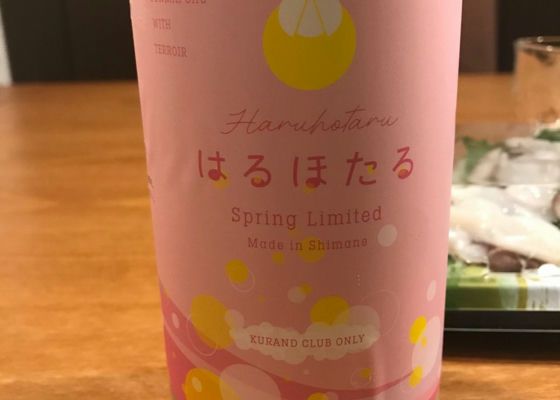 WITH
TERROIR
Haruhotaru
はるほたる
Spring Limited
Made in Shimane
KURAND CLUB ONLY